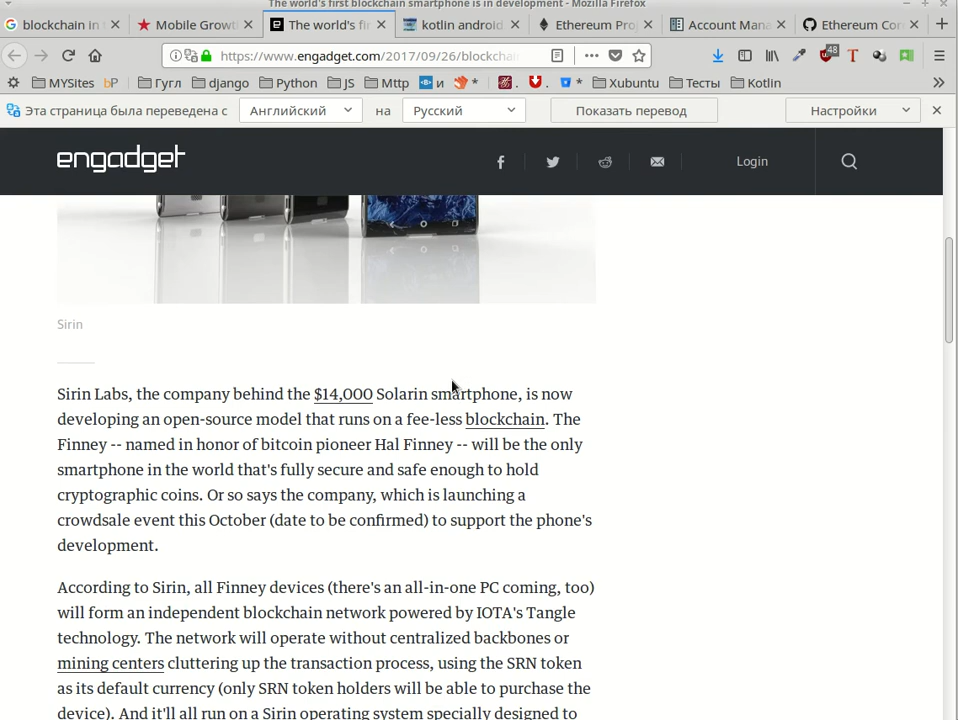 The world's first blockchain smartphone is in development - Mozilla Firefox
blockchain in
Mobile Growt
The world's fi
kotlin android
Ethereum Pro
Account Mana
Ethereum Co
https://www.engadget.com/2017/09/26/blockchai
48
MYSites
bP
Гугл
django
Python
JS
Mttp
и
Xubuntu
Тесты
Kotlin
Эта страница была переведена с
Английский
на
Русский
Показать перевод
Настройки
engadget
Login
Sirin
Sirin Labs, the company behind the $14,000 Solarin smartphone, is now
developing an open-source model that runs on a fee-less blockchain. The
Finney -- named in honor of bitcoin pioneer Hal Finney -- will be the only
smartphone in the world that's fully secure and safe enough to hold
cryptographic coins. Or so says the company, which is launching a
crowdsale event this October (date to be confirmed) to support the phone's
development.
According to Sirin, all Finney devices (there's an all-in-one PC coming, too)
will form an independent blockchain network powered by IOTA's Tangle
technology. The network will operate without centralized backbones or
mining centers cluttering up the transaction process, using the SRN token
as its default currency (only SRN token holders will be able to purchase the
device). And it'll all run on a Sirin operating system specially designed to